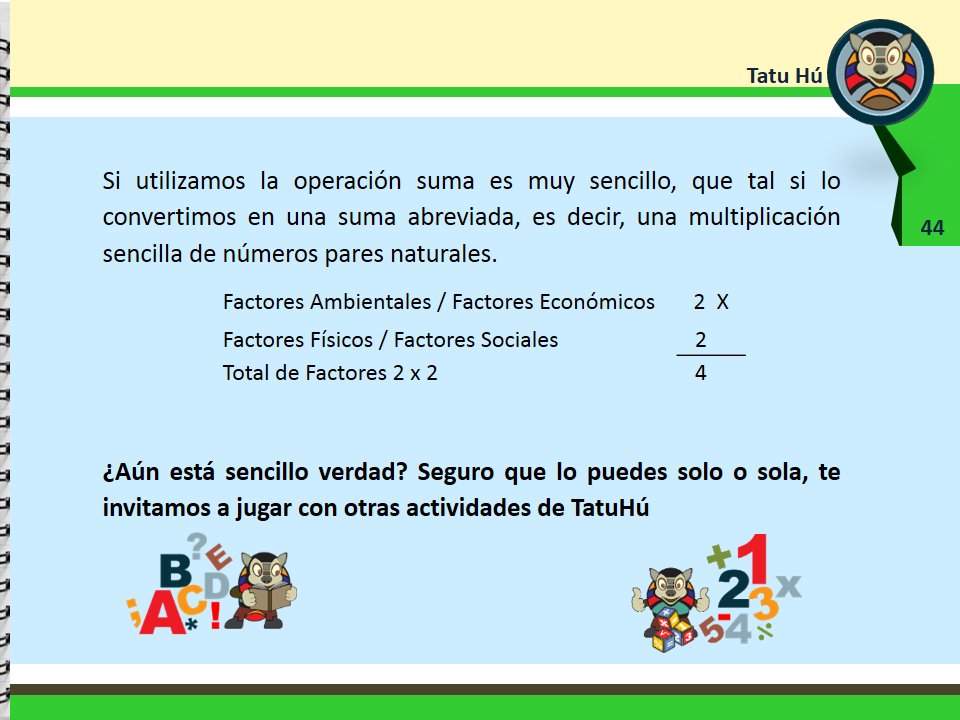 Tatu Hú
44
Si utilizamos la operación suma es muy sencillo, que tal si lo
convertimos en una suma abreviada, es decir, una multiplicación
sencilla de números pares naturales.
Factores Ambientales / Factores Económicos 2 X
Factores Físicos / Factores Sociales 2
Total de Factores 2 x 2 4
¿Aún está sencillo verdad? Seguro que lo puedes solo o sola, te
invitamos a jugar con otras actividades de TatuHú
? E
B D
; A C * !
+ 1
2 x
- 3
5 4 ÷